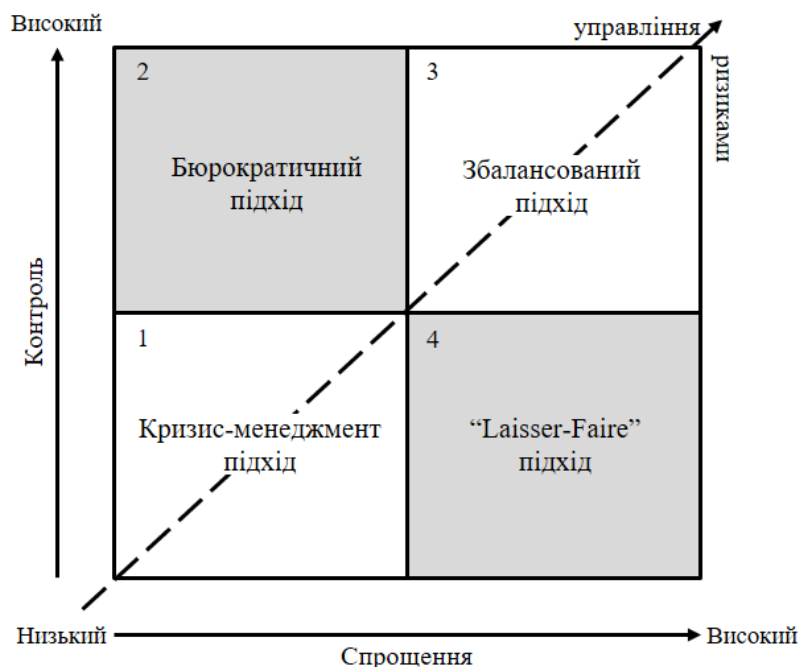 Високий
управління
ризиками
2
3
Бюрократичний
підхід
Збалансований
підхід
Контроль
1
4
Кризис-менеджмент
підхід
“Laisser-Faire”
підхід
Низький
Високий
Спрощення